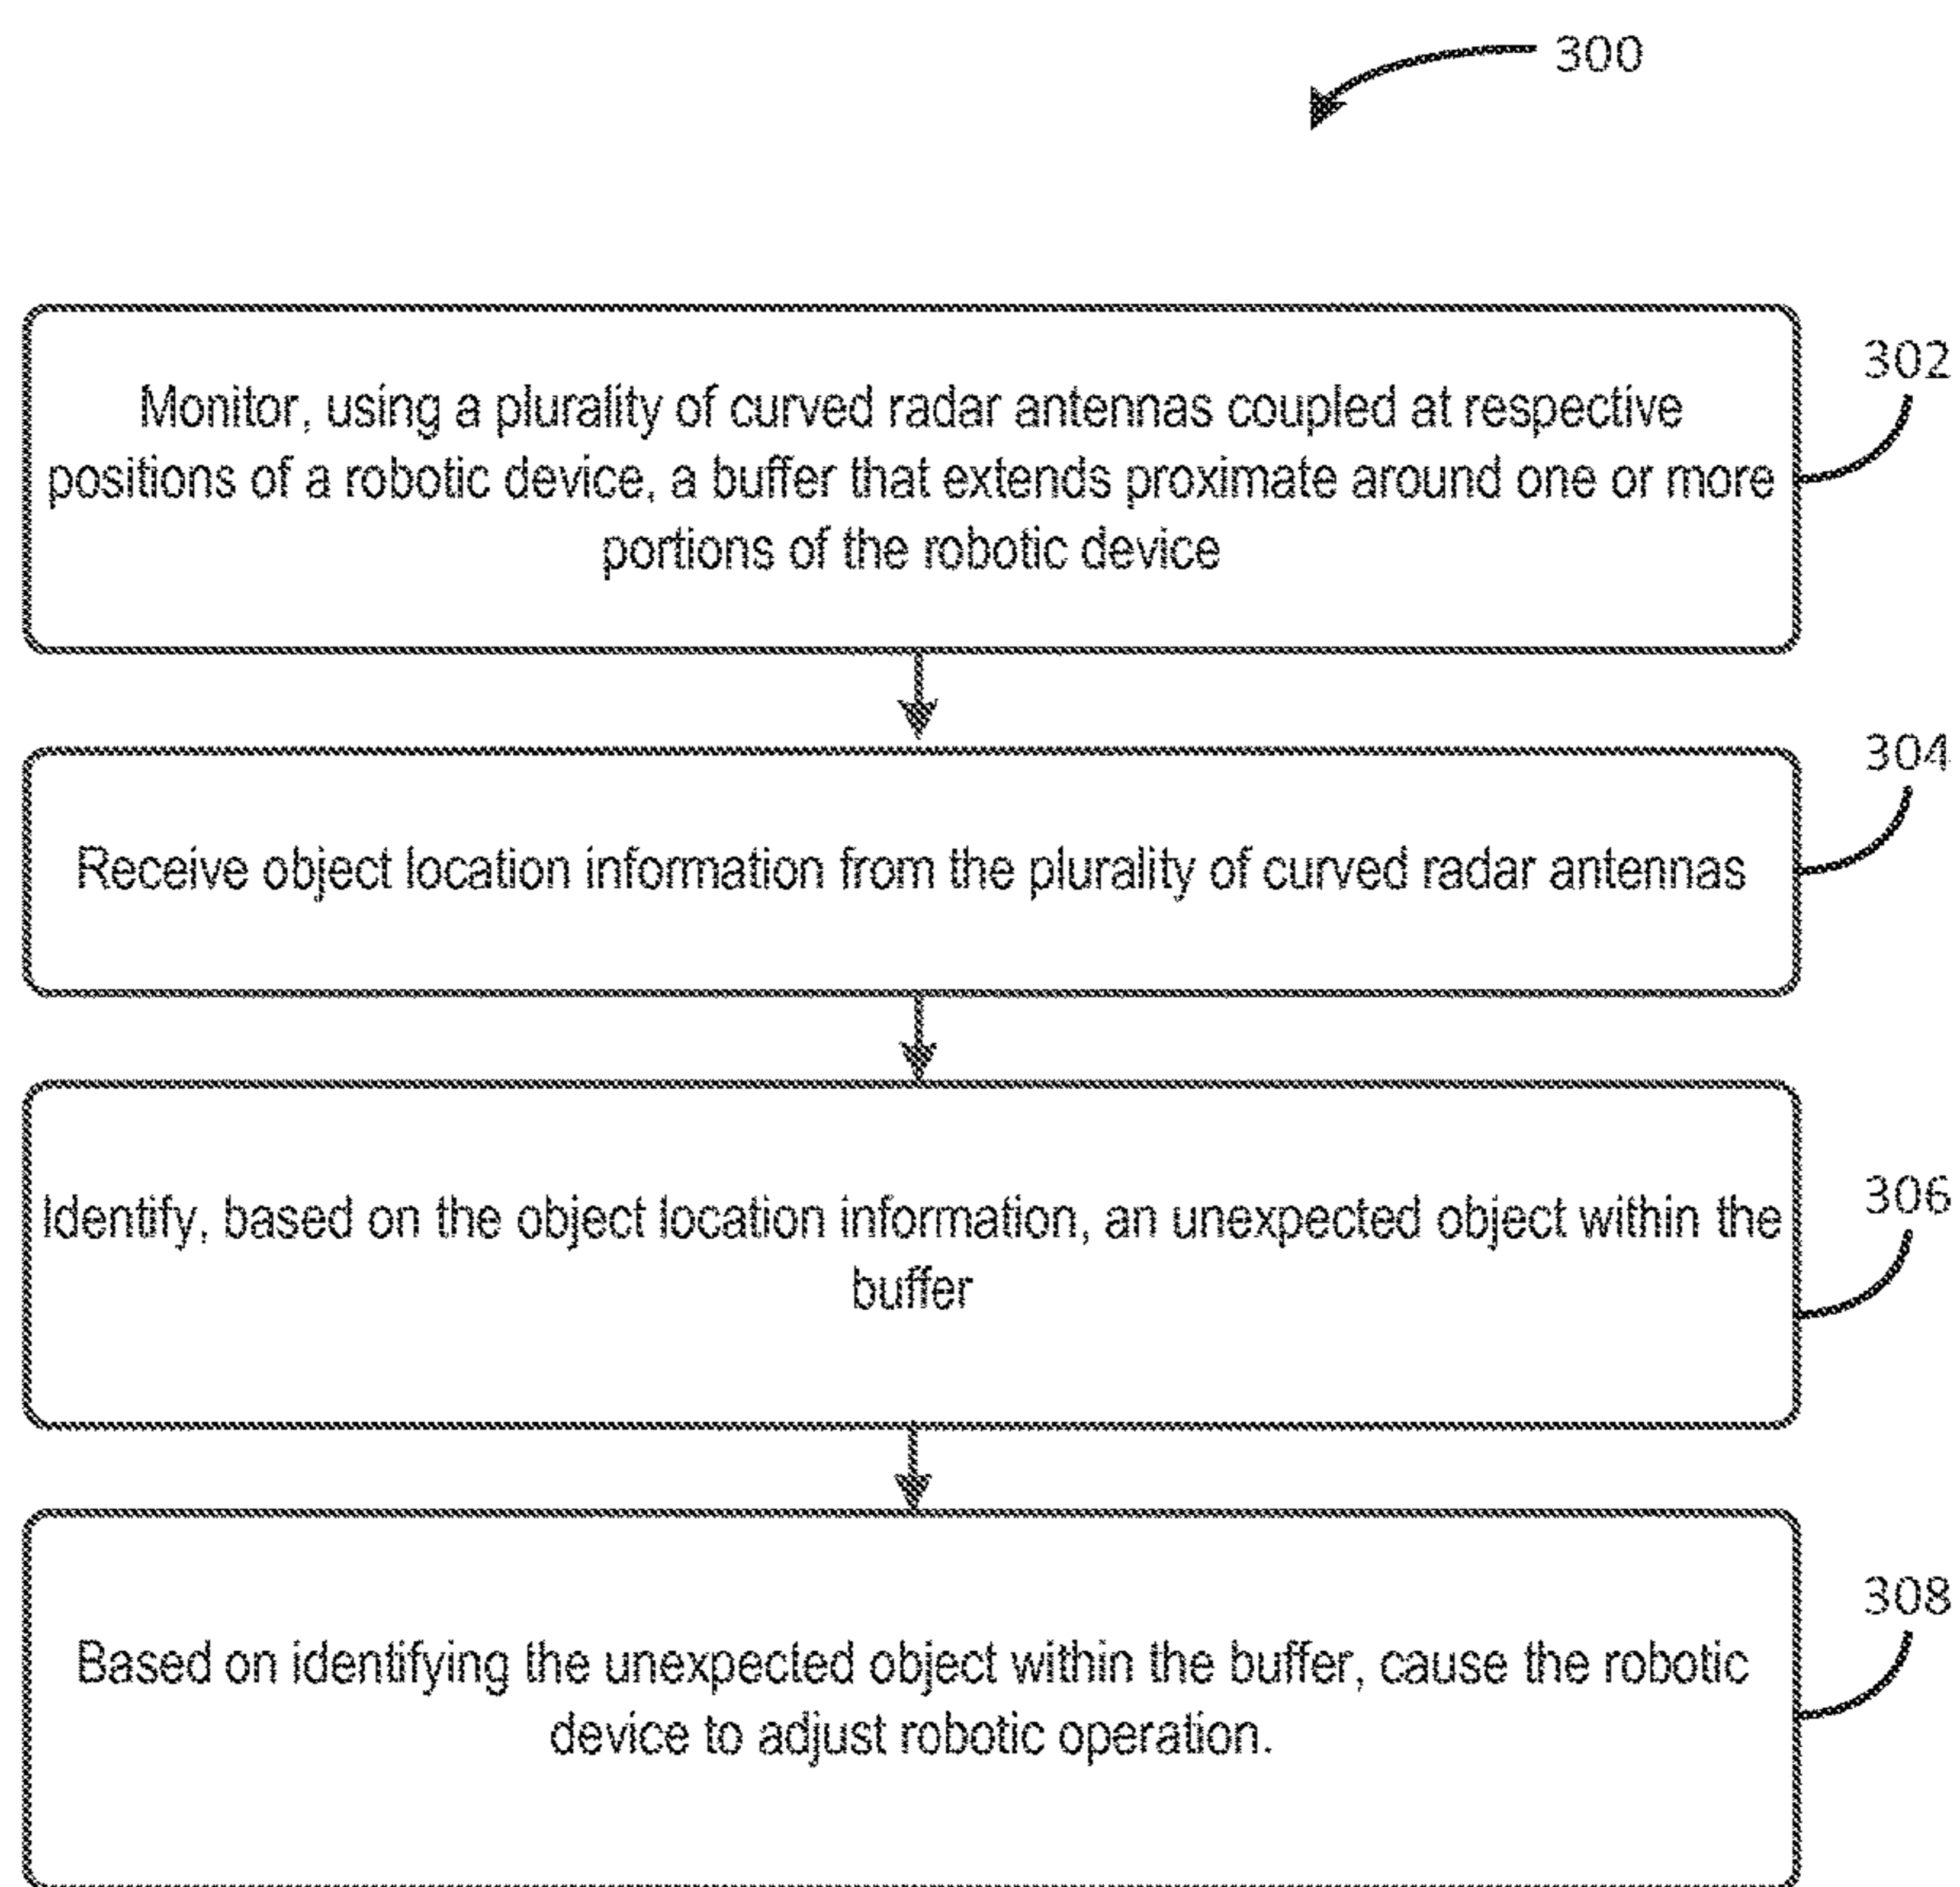 300
302
Monitor, using a plurality of curved radar antennas coupled at respective
positions of a robotic device, a buffer that extends proximate around one or more
portions of the robotic device
304
Receive object location information from the plurality of curved radar antennas
306
Identify, based on the object location information, an unexpected object within the
buffer
308
Based on identifying the unexpected object within the buffer, cause the robotic
device to adjust robotic operation.